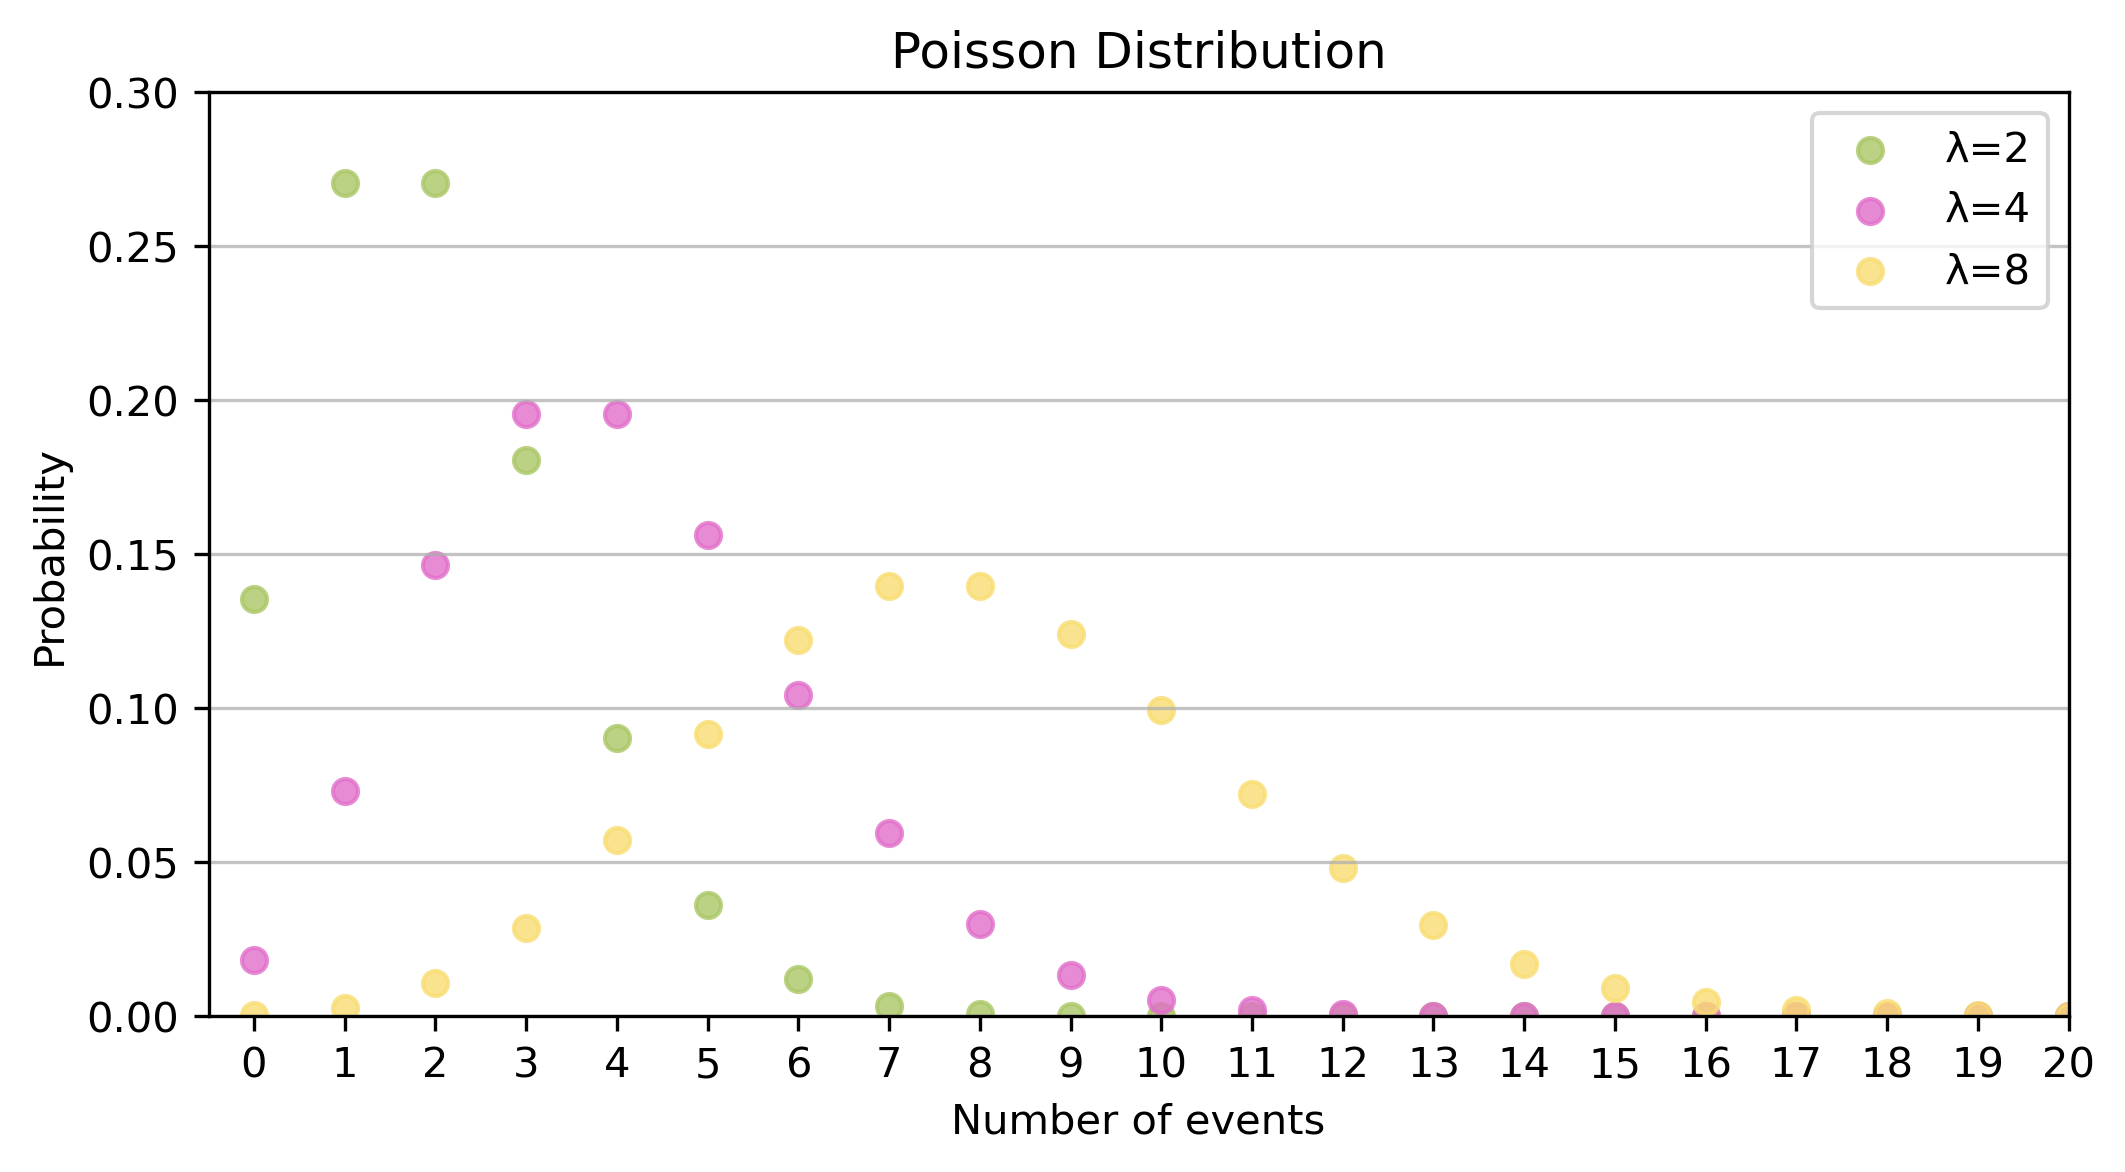 Poisson Distribution
0.30
0.25
0.20
0.15
0.10
0.05
0.00
Probability
λ=2
λ=4
λ=8
0 1 2 3 4 5 6 7 8 9 10 11 12 13 14 15 16 17 18 19 20
Number of events